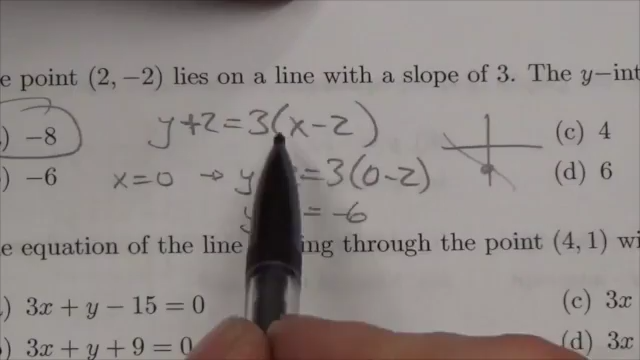 e point (2, −2) lies on a line with a slope of 3. The y−int
) −8
y+2=3(x−2)
(c) 4
) −6
x=0 → y = 3(0−2)
(d) 6
y = −6
e equation of the line ing through the point (4, 1) wi
) 3x + y − 15 = 0
(c) 3x
) 3x + y + 9 = 0
(d) 3x